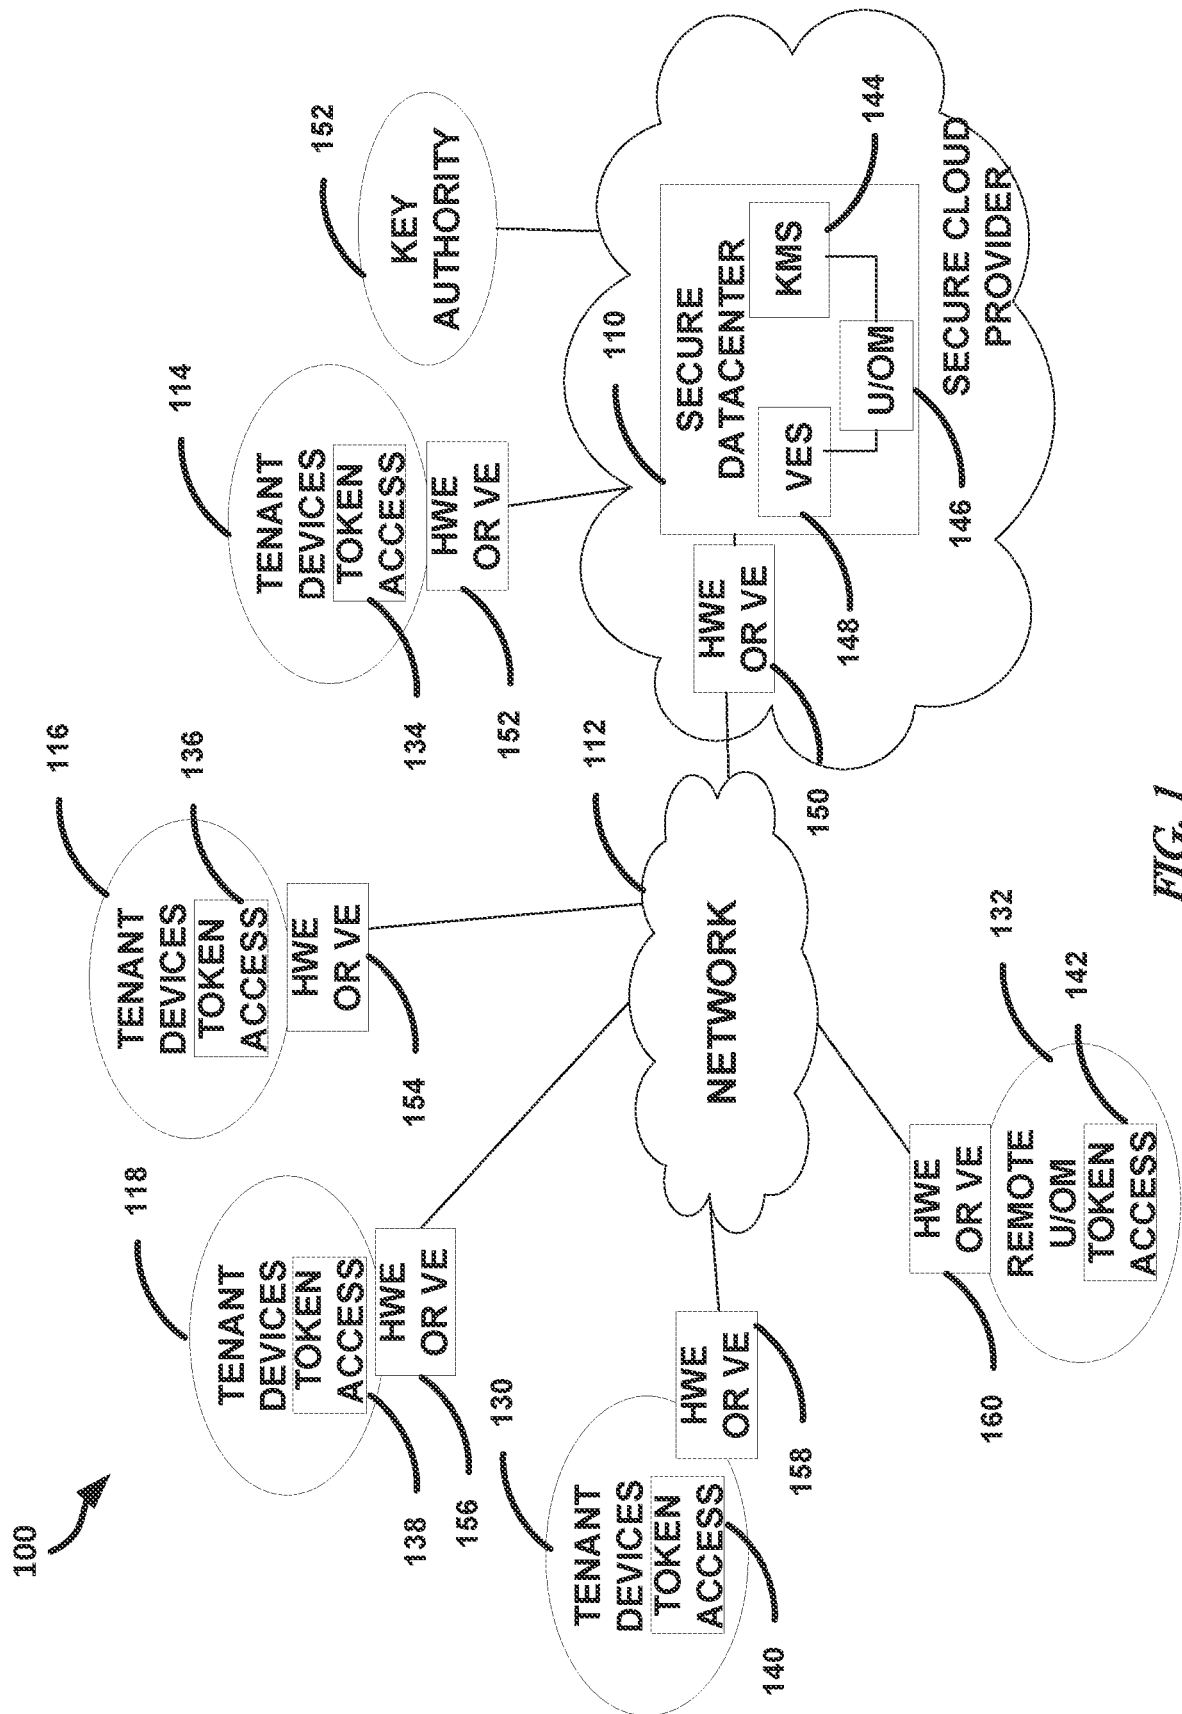 100
118
TENANT
DEVICES
TOKEN
ACCESS
HWE
OR VE
138
156
116
136
TENANT
DEVICES
TOKEN
ACCESS
HWE
OR VE
154
114
TENANT
DEVICES
TOKEN
ACCESS
HWE
OR VE
134
152
152
KEY
AUTHORITY
130
TENANT
DEVICES
TOKEN
ACCESS
HWE
OR VE
140
158
112
NETWORK
110
SECURE
DATACENTER
VES
KMS
U/OM
144
HWE
OR VE
150
148
146
SECURE CLOUD
PROVIDER
HWE
OR VE
REMOTE
U/OM
TOKEN
ACCESS
160
132
142
FIG. 1